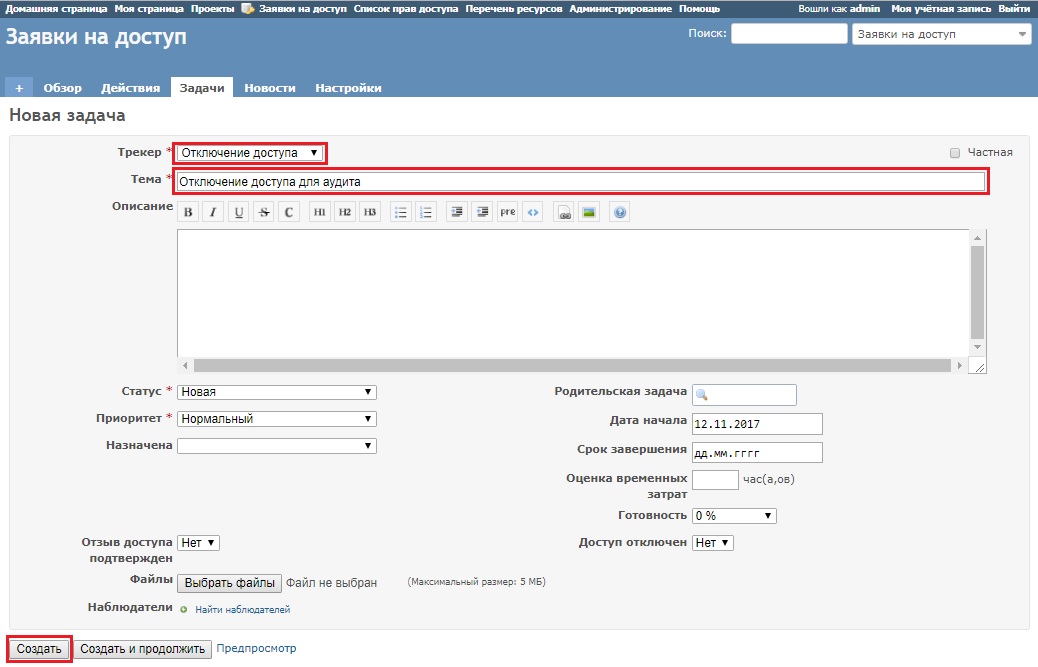 Домашняя страница Моя страница Проекты Заявки на доступ Список прав доступа Перечень ресурсов Администрирование Помощь Вошли как admin Моя учётная запись Выйти
Заявки на доступ
Поиск: Заявки на доступ
+ Обзор Действия Задачи Новости Настройки
Новая задача
Трекер * Отключение доступа Частная
Тема * Отключение доступа для аудита
Описание B I U S C H1 H2 H3 pre <> ?
Статус * Новая Родительская задача
Приоритет * Нормальный Дата начала 12.11.2017
Назначена Срок завершения дд.мм.гггг
Оценка временных
затрат час(а,ов)
Готовность 0 %
Отзыв доступа
подтвержден Нет Доступ отключен Нет
Файлы Выбрать файлы Файл не выбран (Максимальный размер: 5 МБ)
Наблюдатели Найти наблюдателей
Создать Создать и продолжить Предпросмотр